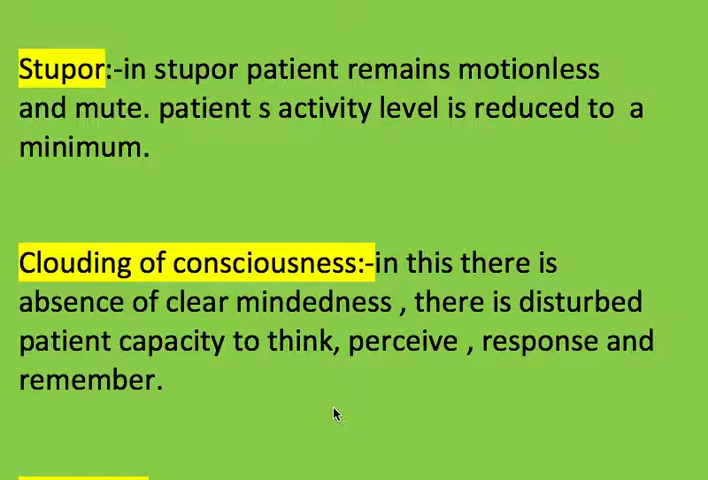 Stupor:-in stupor patient remains motionless
and mute. patient s activity level is reduced to  a
minimum.
Clouding of consciousness:-in this there is
absence of clear mindedness , there is disturbed
patient capacity to think, perceive , response and
remember.